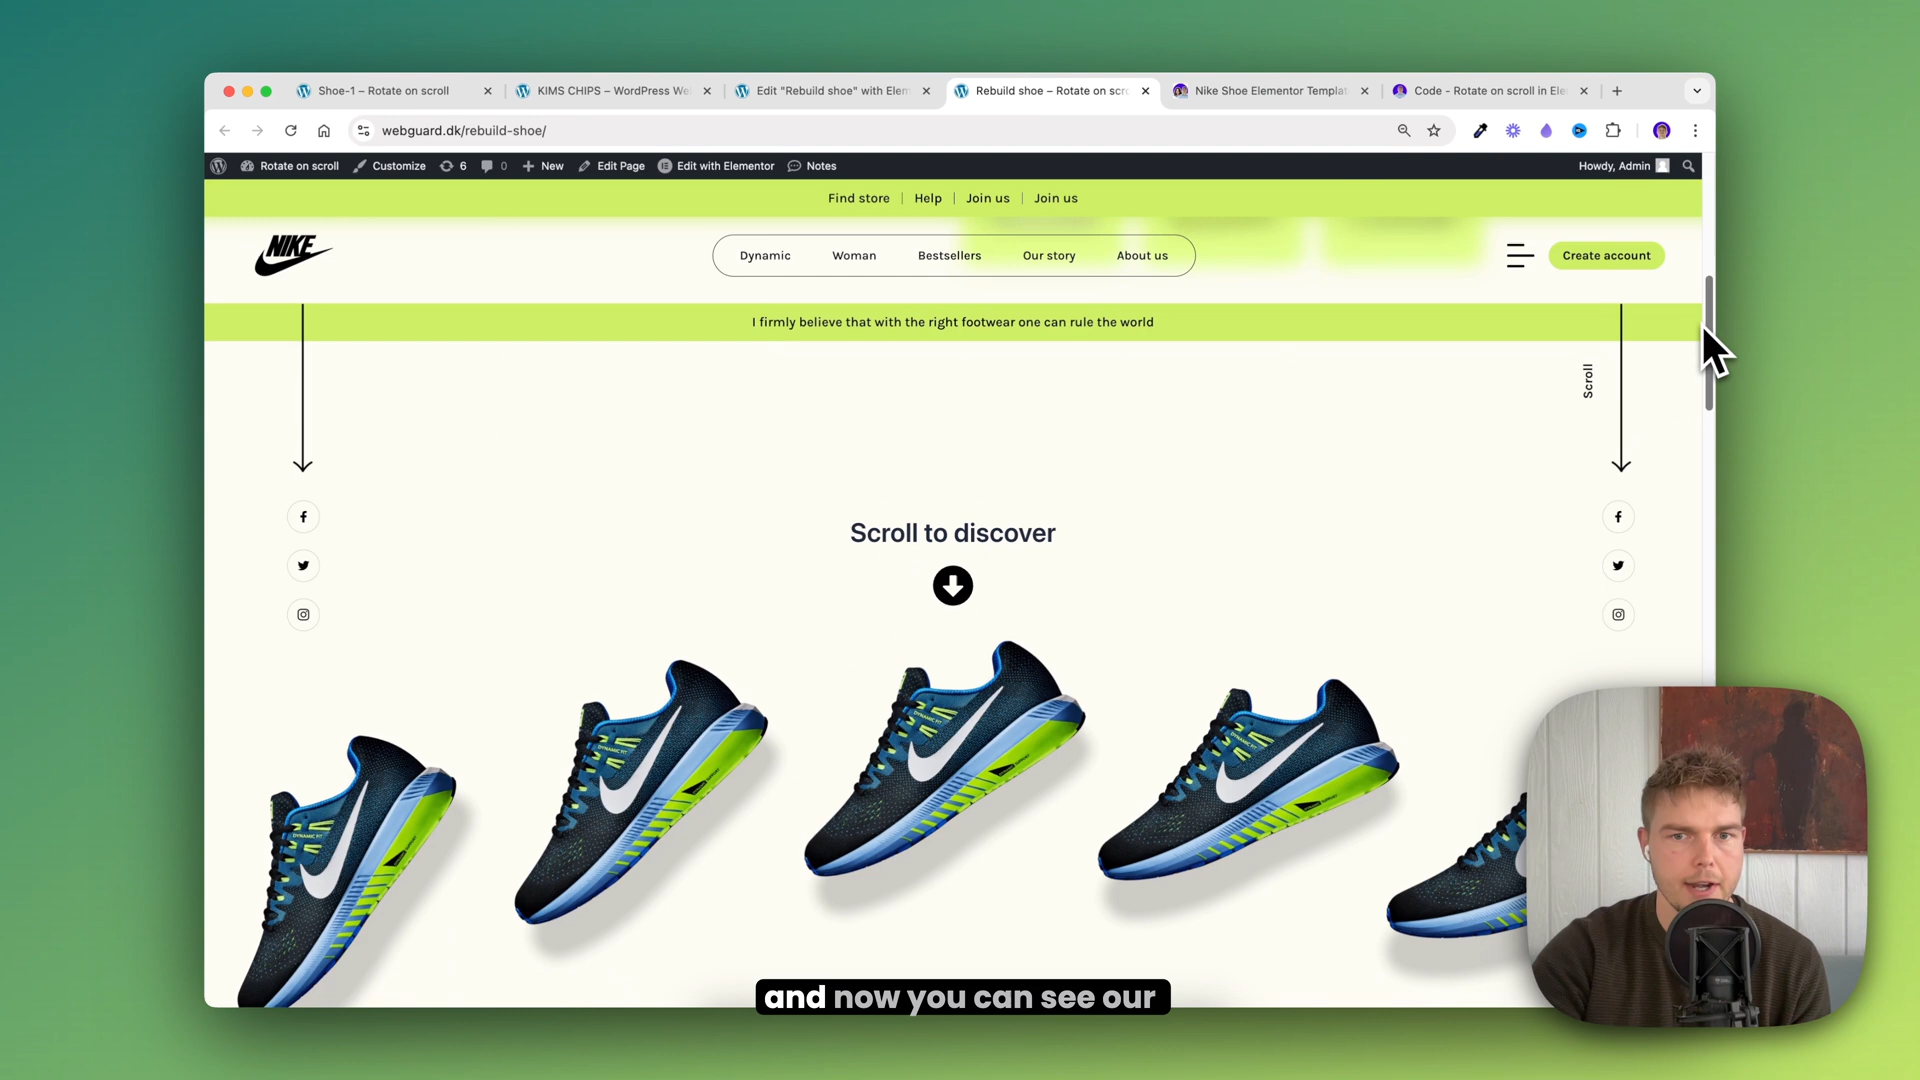 Shoe-1 – Rotate on scroll
KIMS CHIPS – WordPress We
Edit "Rebuild shoe" with Elem
Rebuild shoe – Rotate on scro
Nike Shoe Elementor Templat
Code - Rotate on scroll in Ele
webguard.dk/rebuild-shoe/
Rotate on scroll Customize 6 0 New Edit Page Edit with Elementor Notes Howdy, Admin
Find store | Help | Join us | Join us
NIKE
Dynamic Woman Bestsellers Our story About us
Create account
I firmly believe that with the right footwear one can rule the world
Scroll
Scroll to discover
and now you can see our